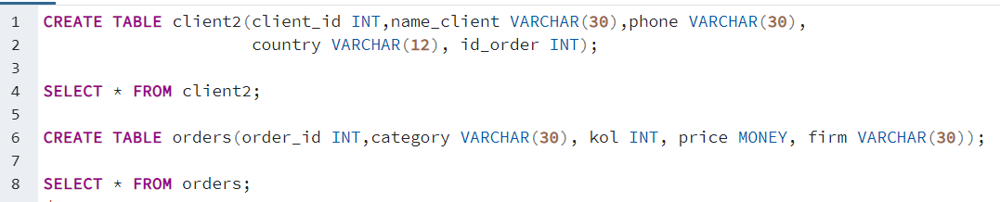 1 CREATE TABLE client2(client_id INT,name_client VARCHAR(30),phone VARCHAR(30),
2 country VARCHAR(12), id_order INT);
3
4 SELECT * FROM client2;
5
6 CREATE TABLE orders(order_id INT,category VARCHAR(30), kol INT, price MONEY, firm VARCHAR(30));
7
8 SELECT * FROM orders;